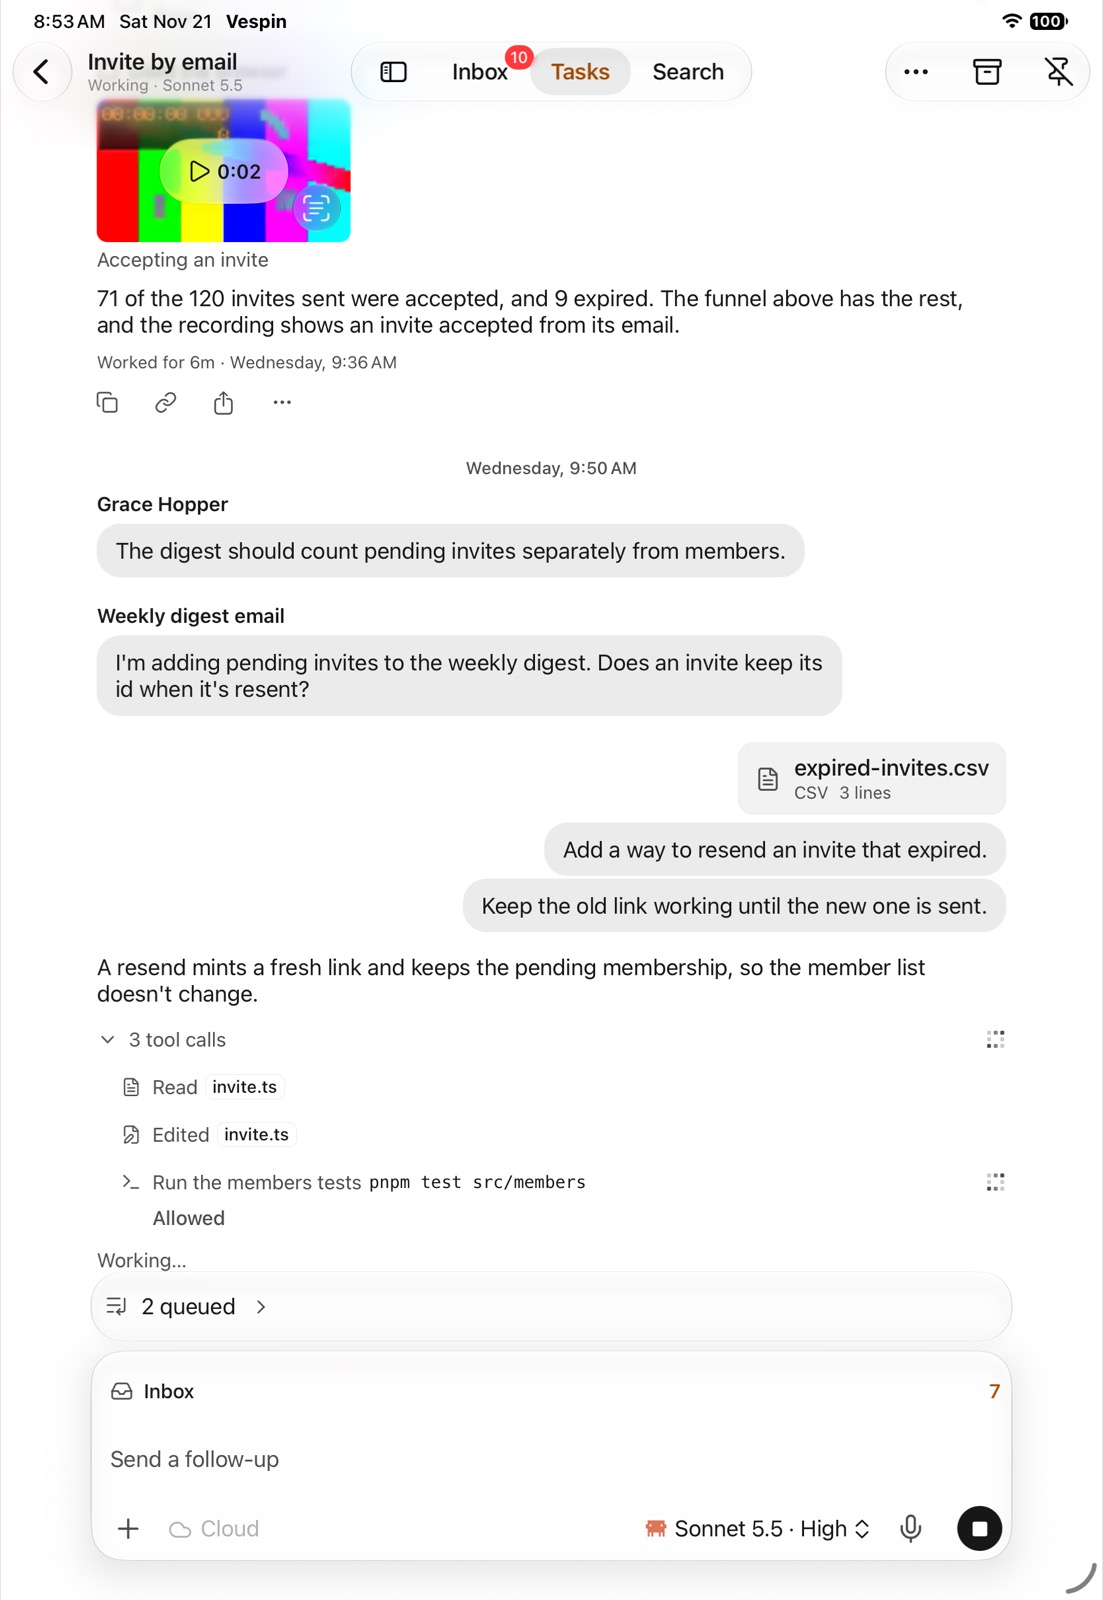 8:53 AM Sat Nov 21 Vespin
100
Invite by email
Working · Sonnet 5.5
Inbox
10
Tasks
Search
0:02
Accepting an invite
71 of the 120 invites sent were accepted, and 9 expired. The funnel above has the rest,
and the recording shows an invite accepted from its email.
Worked for 6m · Wednesday, 9:36 AM
Wednesday, 9:50 AM
Grace Hopper
The digest should count pending invites separately from members.
Weekly digest email
I'm adding pending invites to the weekly digest. Does an invite keep its
id when it's resent?
expired-invites.csv
CSV 3 lines
Add a way to resend an invite that expired.
Keep the old link working until the new one is sent.
A resend mints a fresh link and keeps the pending membership, so the member list
doesn't change.
3 tool calls
Read invite.ts
Edited invite.ts
Run the members tests pnpm test src/members
Allowed
Working...
2 queued
Inbox
7
Send a follow-up
Cloud
Sonnet 5.5 · High